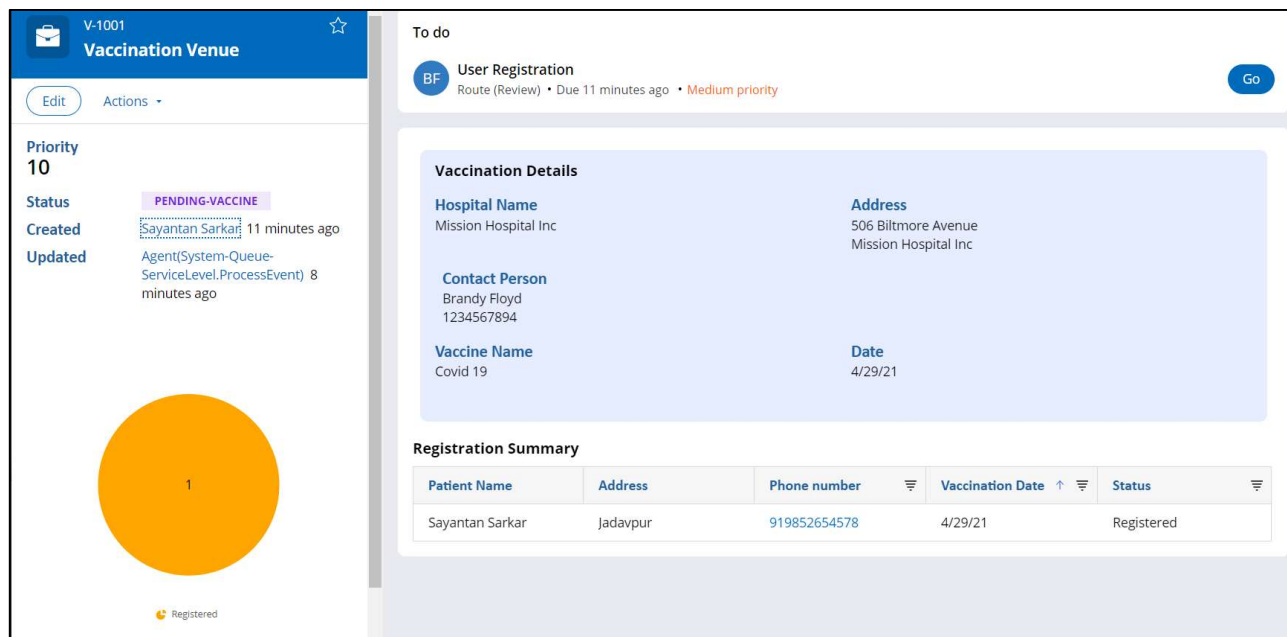 V-1001
Vaccination Venue
Edit
Actions
Priority
10
Status PENDING-VACCINE
Created Sayantan Sarkar 11 minutes ago
Updated Agent(System-Queue-
ServiceLevel.ProcessEvent) 8
minutes ago
1
Registered
To do
BF
User Registration
Route (Review) • Due 11 minutes ago • Medium priority
Go
Vaccination Details
Hospital Name
Mission Hospital Inc
Address
506 Biltmore Avenue
Mission Hospital Inc
Contact Person
Brandy Floyd
1234567894
Vaccine Name
Covid 19
Date
4/29/21
Registration Summary
Patient Name Address Phone number Vaccination Date ↑ Status
Sayantan Sarkar Jadavpur 919852654578 4/29/21 Registered